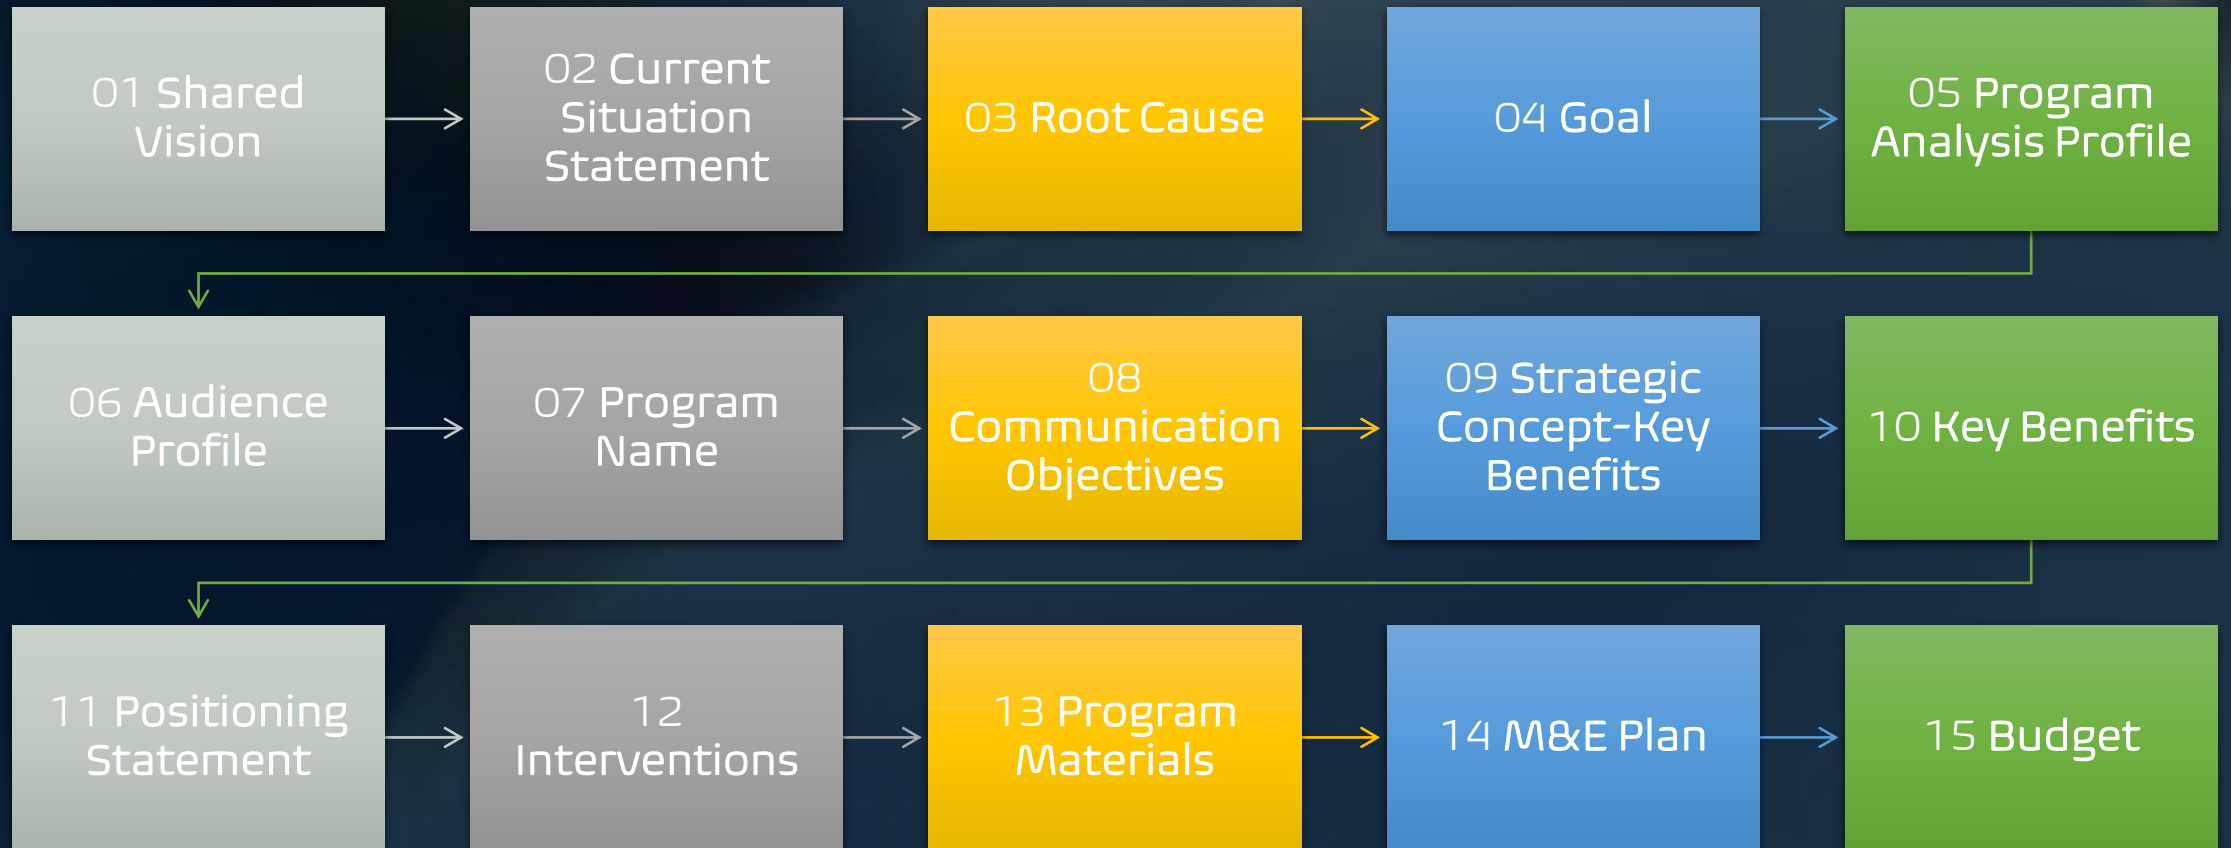 01 Shared
Vision
02 Current
Situation
Statement
03 Root Cause
04 Goal
05 Program
Analysis Profile
06 Audience
Profile
07 Program
Name
08
Communication
Objectives
09 Strategic
Concept-Key
Benefits
10 Key Benefits
11 Positioning
Statement
12
Interventions
13 Program
Materials
14 M&E Plan
15 Budget